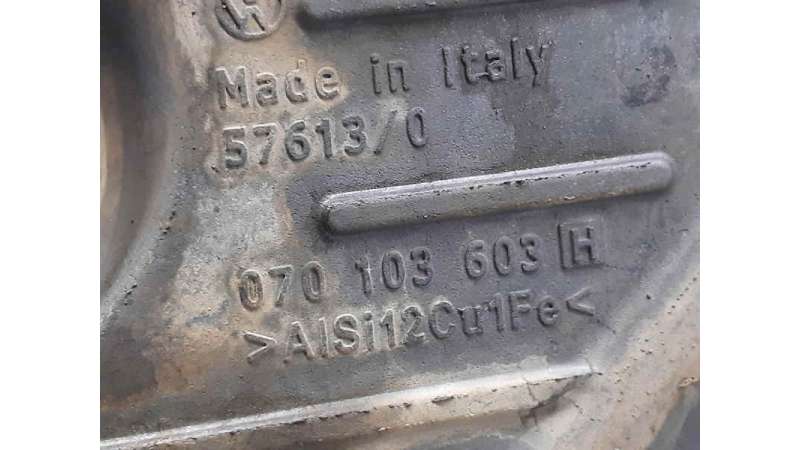 Made in Italy
57613/0
070 103 603 H
>AlSi12Cu1Fe<